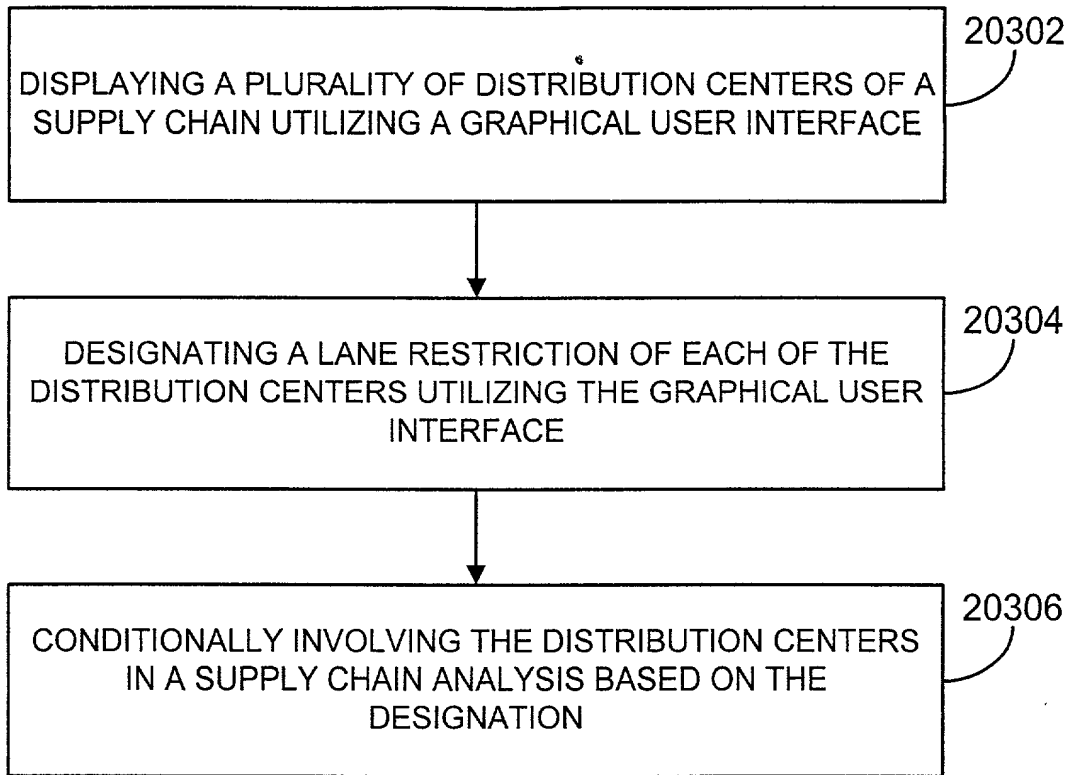 20302
DISPLAYING A PLURALITY OF DISTRIBUTION CENTERS OF A
SUPPLY CHAIN UTILIZING A GRAPHICAL USER INTERFACE
20304
DESIGNATING A LANE RESTRICTION OF EACH OF THE
DISTRIBUTION CENTERS UTILIZING THE GRAPHICAL USER
INTERFACE
20306
CONDITIONALLY INVOLVING THE DISTRIBUTION CENTERS
IN A SUPPLY CHAIN ANALYSIS BASED ON THE
DESIGNATION